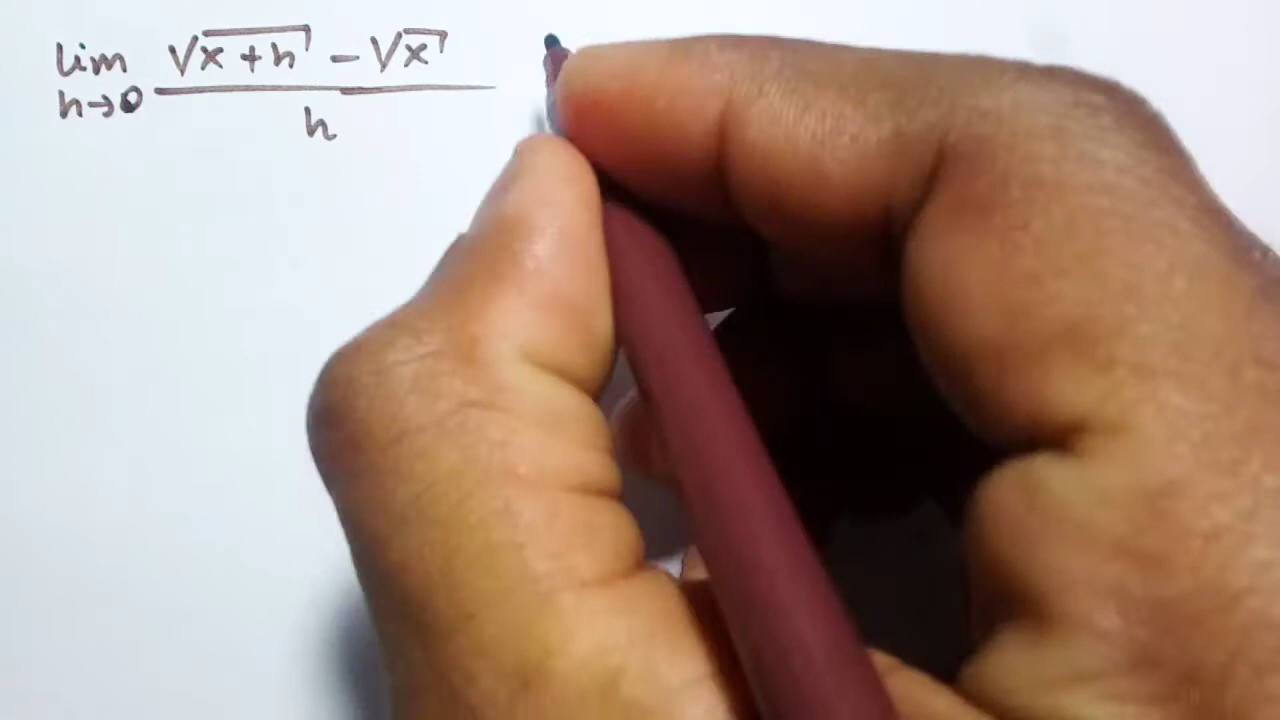 lim √x+h - √x
h→0 h